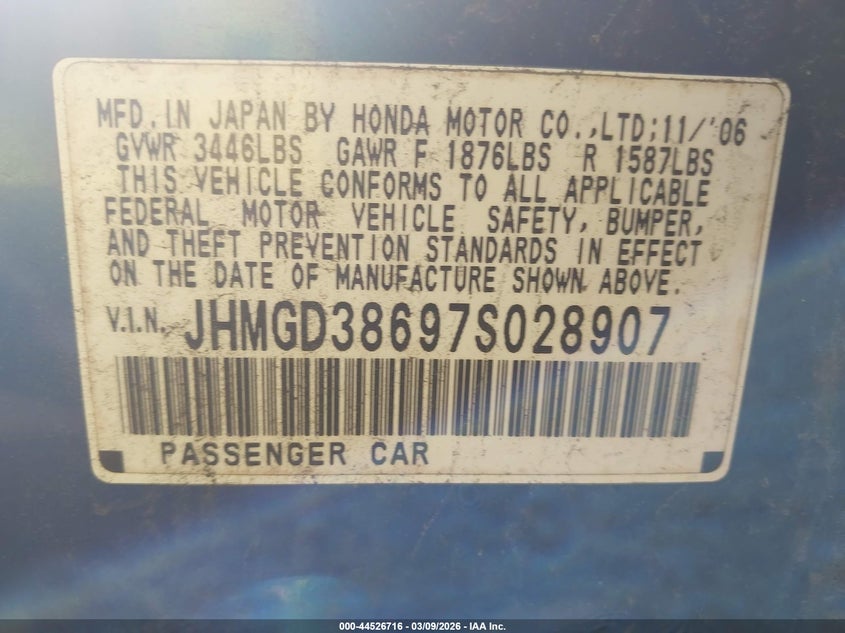 MFD. IN JAPAN BY HONDA MOTOR CO.,LTD;11/'06
GVWR 3446LBS GAWR F 1876LBS R 1587LBS
THIS VEHICLE CONFORMS TO ALL APPLICABLE
FEDERAL MOTOR VEHICLE SAFETY, BUMPER,
AND THEFT PREVENTION STANDARDS IN EFFECT
ON THE DATE OF MANUFACTURE SHOWN ABOVE.
V.I.N. JHMGD38697S028907
PASSENGER CAR
000-44526716 - 03/09/2026 - IAA Inc.